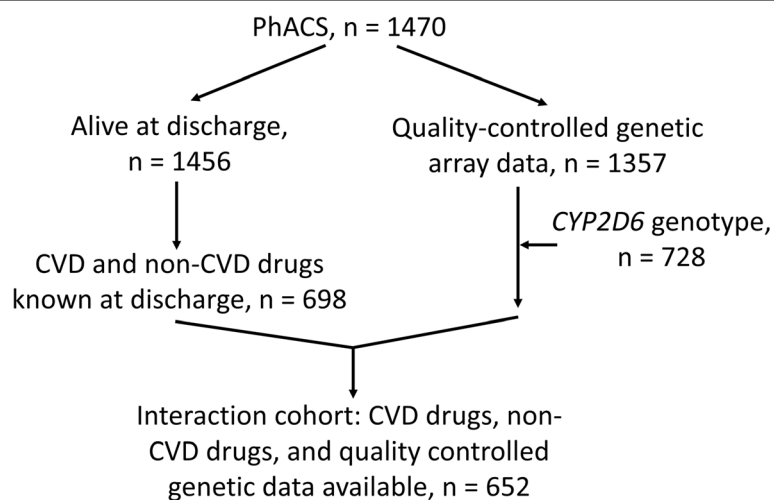 PhACS, n = 1470
Alive at discharge,
n = 1456
Quality-controlled genetic
array data, n = 1357
CYP2D6 genotype,
n = 728
CVD and non-CVD drugs
known at discharge, n = 698
Interaction cohort: CVD drugs, non-
CVD drugs, and quality controlled
genetic data available, n = 652